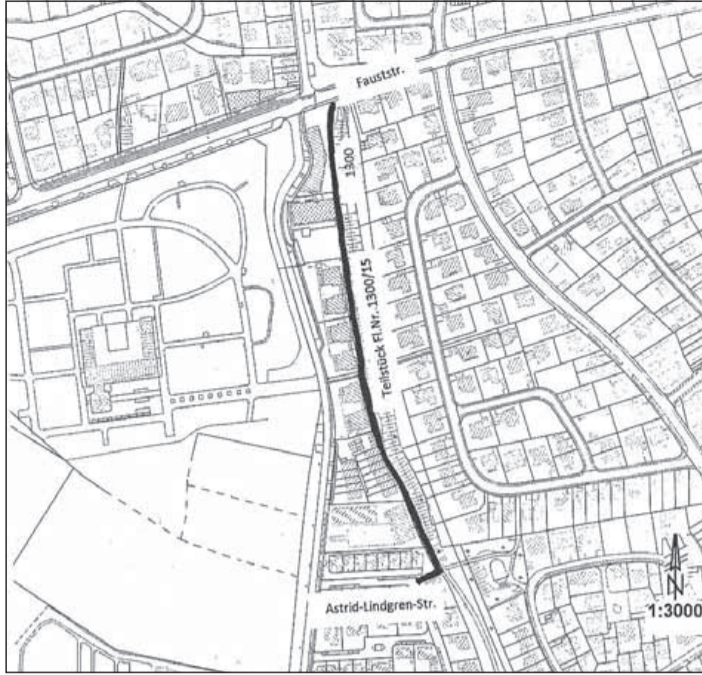 Fauststr.
1300
Teilstück Fl.Nr. 1300/15
Astrid-Lindgren-Str.
N
1:3000